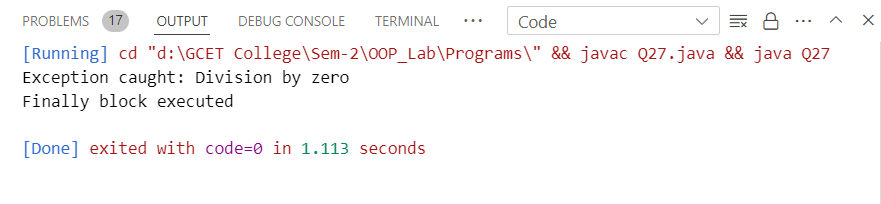 PROBLEMS 17 OUTPUT DEBUG CONSOLE TERMINAL ··· Code ···
[Running] cd "d:\GCET College\Sem-2\OOP_Lab\Programs\" && javac Q27.java && java Q27
Exception caught: Division by zero
Finally block executed
[Done] exited with code=0 in 1.113 seconds